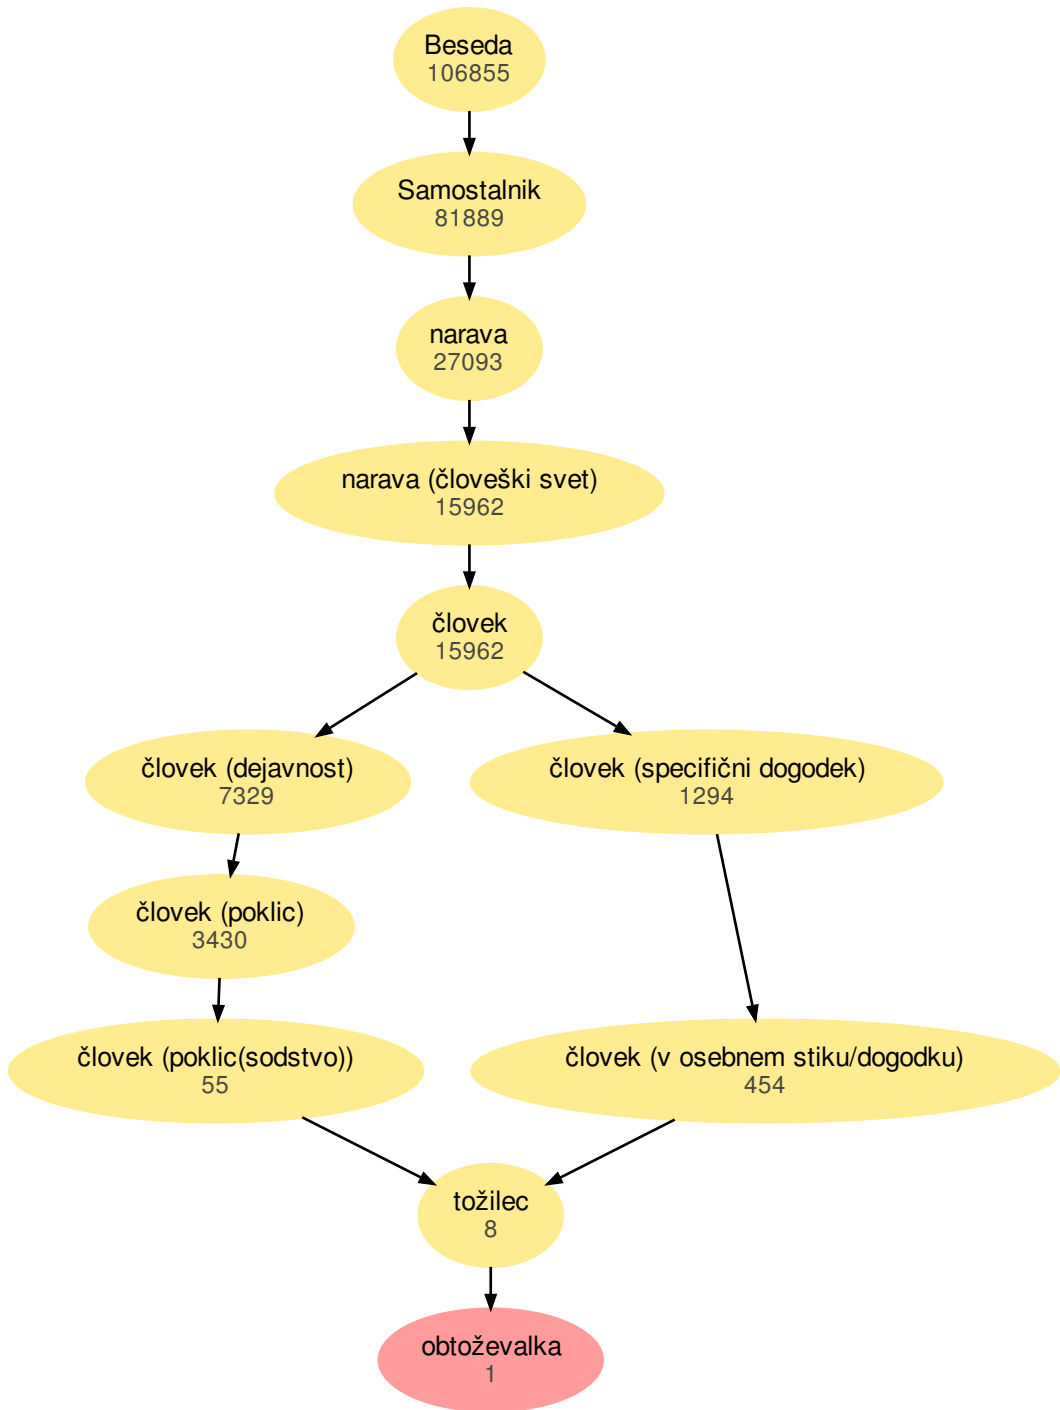 Beseda
106855
Samostalnik
81889
narava
27093
narava (človeški svet)
15962
človek
15962
človek (dejavnost)
7329
človek (specifični dogodek)
1294
človek (poklic)
3430
človek (poklic(sodstvo))
55
človek (v osebnem stiku/dogodku)
454
tožilec
8
obtoževalka
1